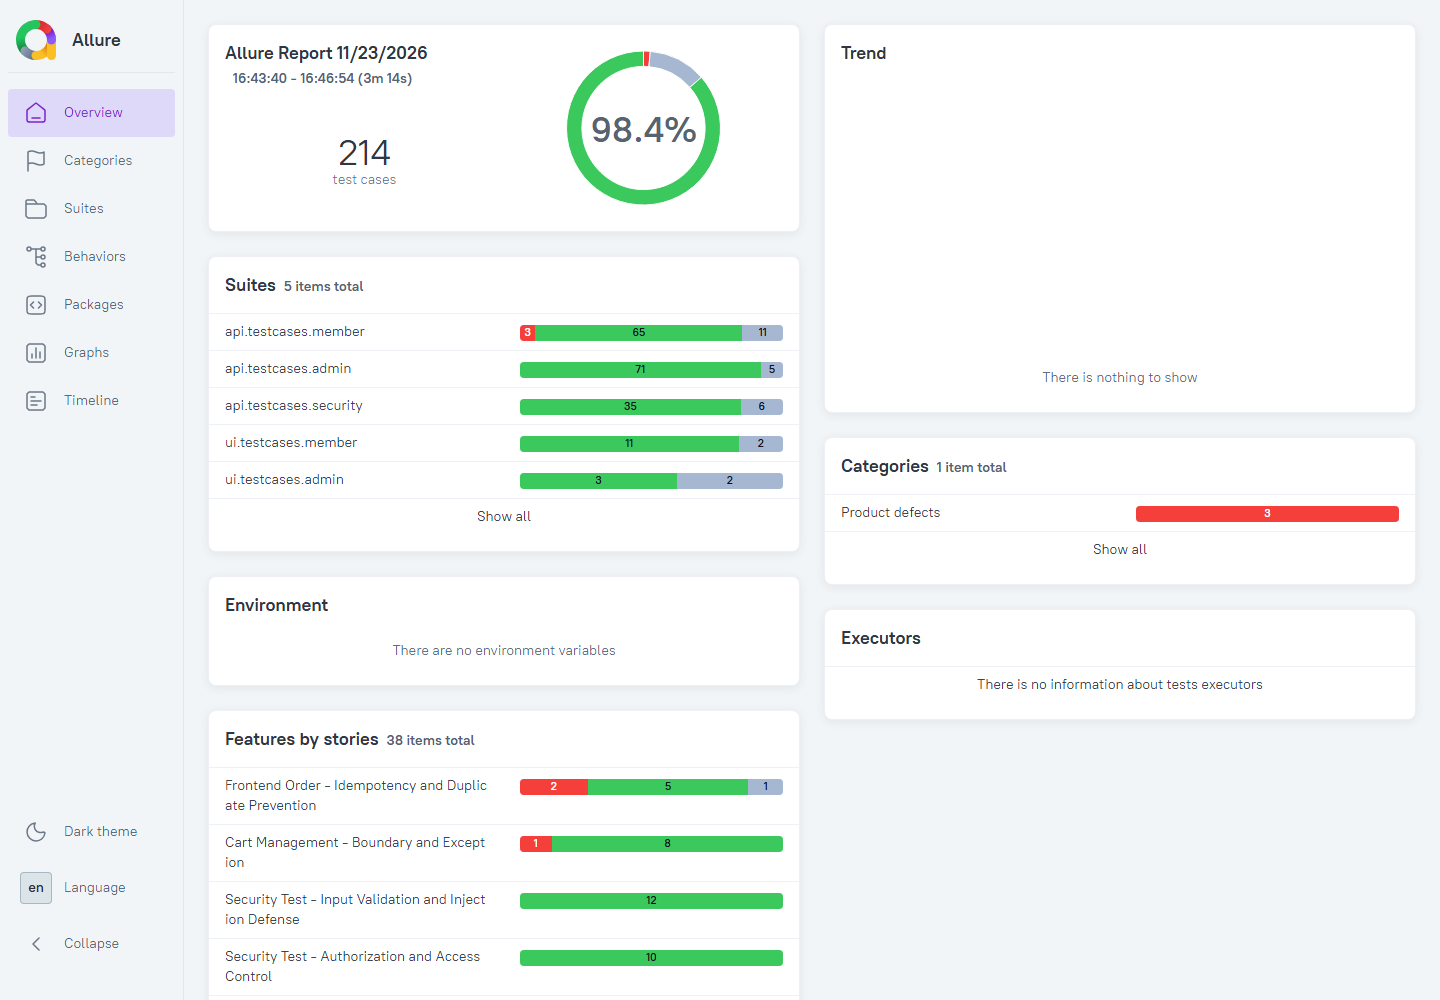 Allure
Overview
Categories
Suites
Behaviors
Packages
Graphs
Timeline
Dark theme
en Language
Collapse
Allure Report 11/23/2026
16:43:40 - 16:46:54 (3m 14s)
214
test cases
98.4%
Suites 5 items total
api.testcases.member 3 65 11
api.testcases.admin 71 5
api.testcases.security 35 6
ui.testcases.member 11 2
ui.testcases.admin 3 2
Show all
Environment
There are no environment variables
Features by stories 38 items total
Frontend Order - Idempotency and Duplic
ate Prevention
2 5 1
Cart Management - Boundary and Except
ion
1 8
Security Test - Input Validation and Inject
ion Defense
12
Security Test - Authorization and Access
Control
10
Trend
There is nothing to show
Categories 1 item total
Product defects 3
Show all
Executors
There is no information about tests executors